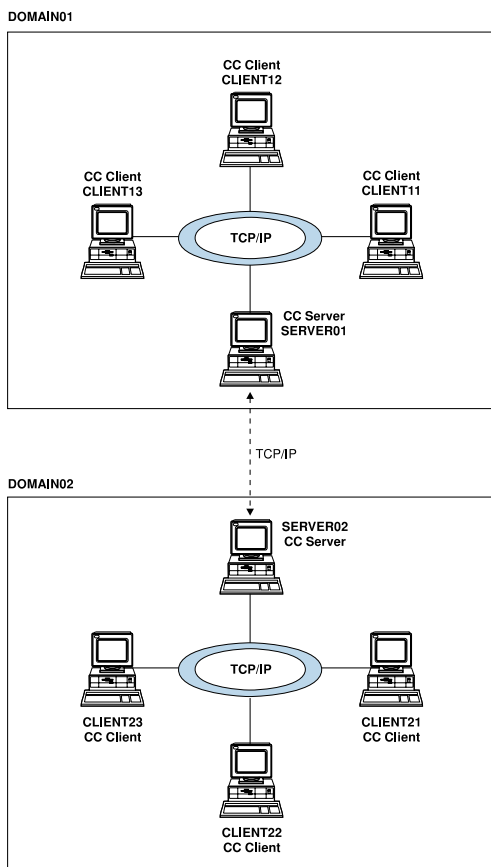 DOMAIN01
CC Client
CLIENT12
CC Client
CLIENT13
CC Client
CLIENT11
TCP/IP
CC Server
SERVER01
TCP/IP
DOMAIN02
SERVER02
CC Server
TCP/IP
CLIENT23
CC Client
CLIENT21
CC Client
CLIENT22
CC Client